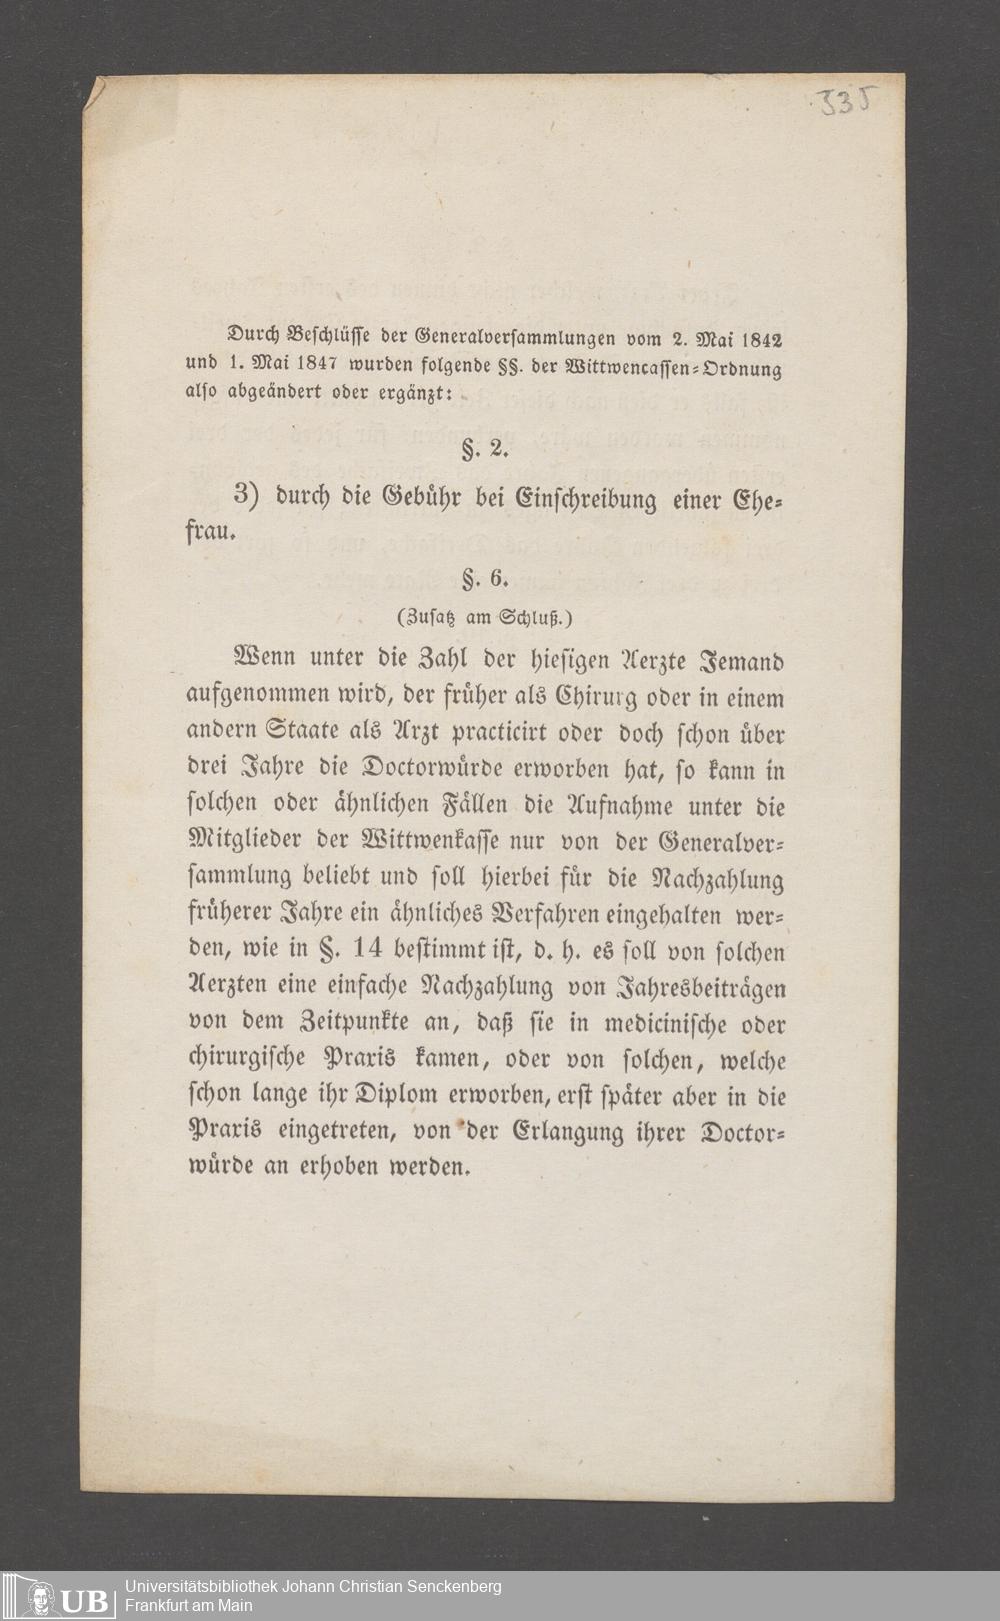 335
Durch Beschlüsse der Generalversammlungen vom 2. Mai 1842
und 1. Mai 1847 wurden folgende §§. der Wittwencassen-Ordnung
also abgeändert oder ergänzt:
§. 2.
3) durch die Gebühr bei Einschreibung einer Ehe-
frau.
§. 6.
(Zusatz am Schluß.)
Wenn unter die Zahl der hiesigen Aerzte Jemand
aufgenommen wird, der früher als Chirurg oder in einem
andern Staate als Arzt practicirt oder doch schon über
drei Jahre die Doctorwürde erworben hat, so kann in
solchen oder ähnlichen Fällen die Aufnahme unter die
Mitglieder der Wittwenkasse nur von der Generalver-
sammlung beliebt und soll hierbei für die Nachzahlung
früherer Jahre ein ähnliches Verfahren eingehalten wer-
den, wie in §. 14 bestimmt ist, d. h. es soll von solchen
Aerzten eine einfache Nachzahlung von Jahresbeiträgen
von dem Zeitpunkte an, daß sie in medicinische oder
chirurgische Praxis kamen, oder von solchen, welche
schon lange ihr Diplom erworben, erst später aber in die
Praxis eingetreten, von der Erlangung ihrer Doctor-
würde an erhoben werden.
UB
Universitätsbibliothek Johann Christian Senckenberg
Frankfurt am Main